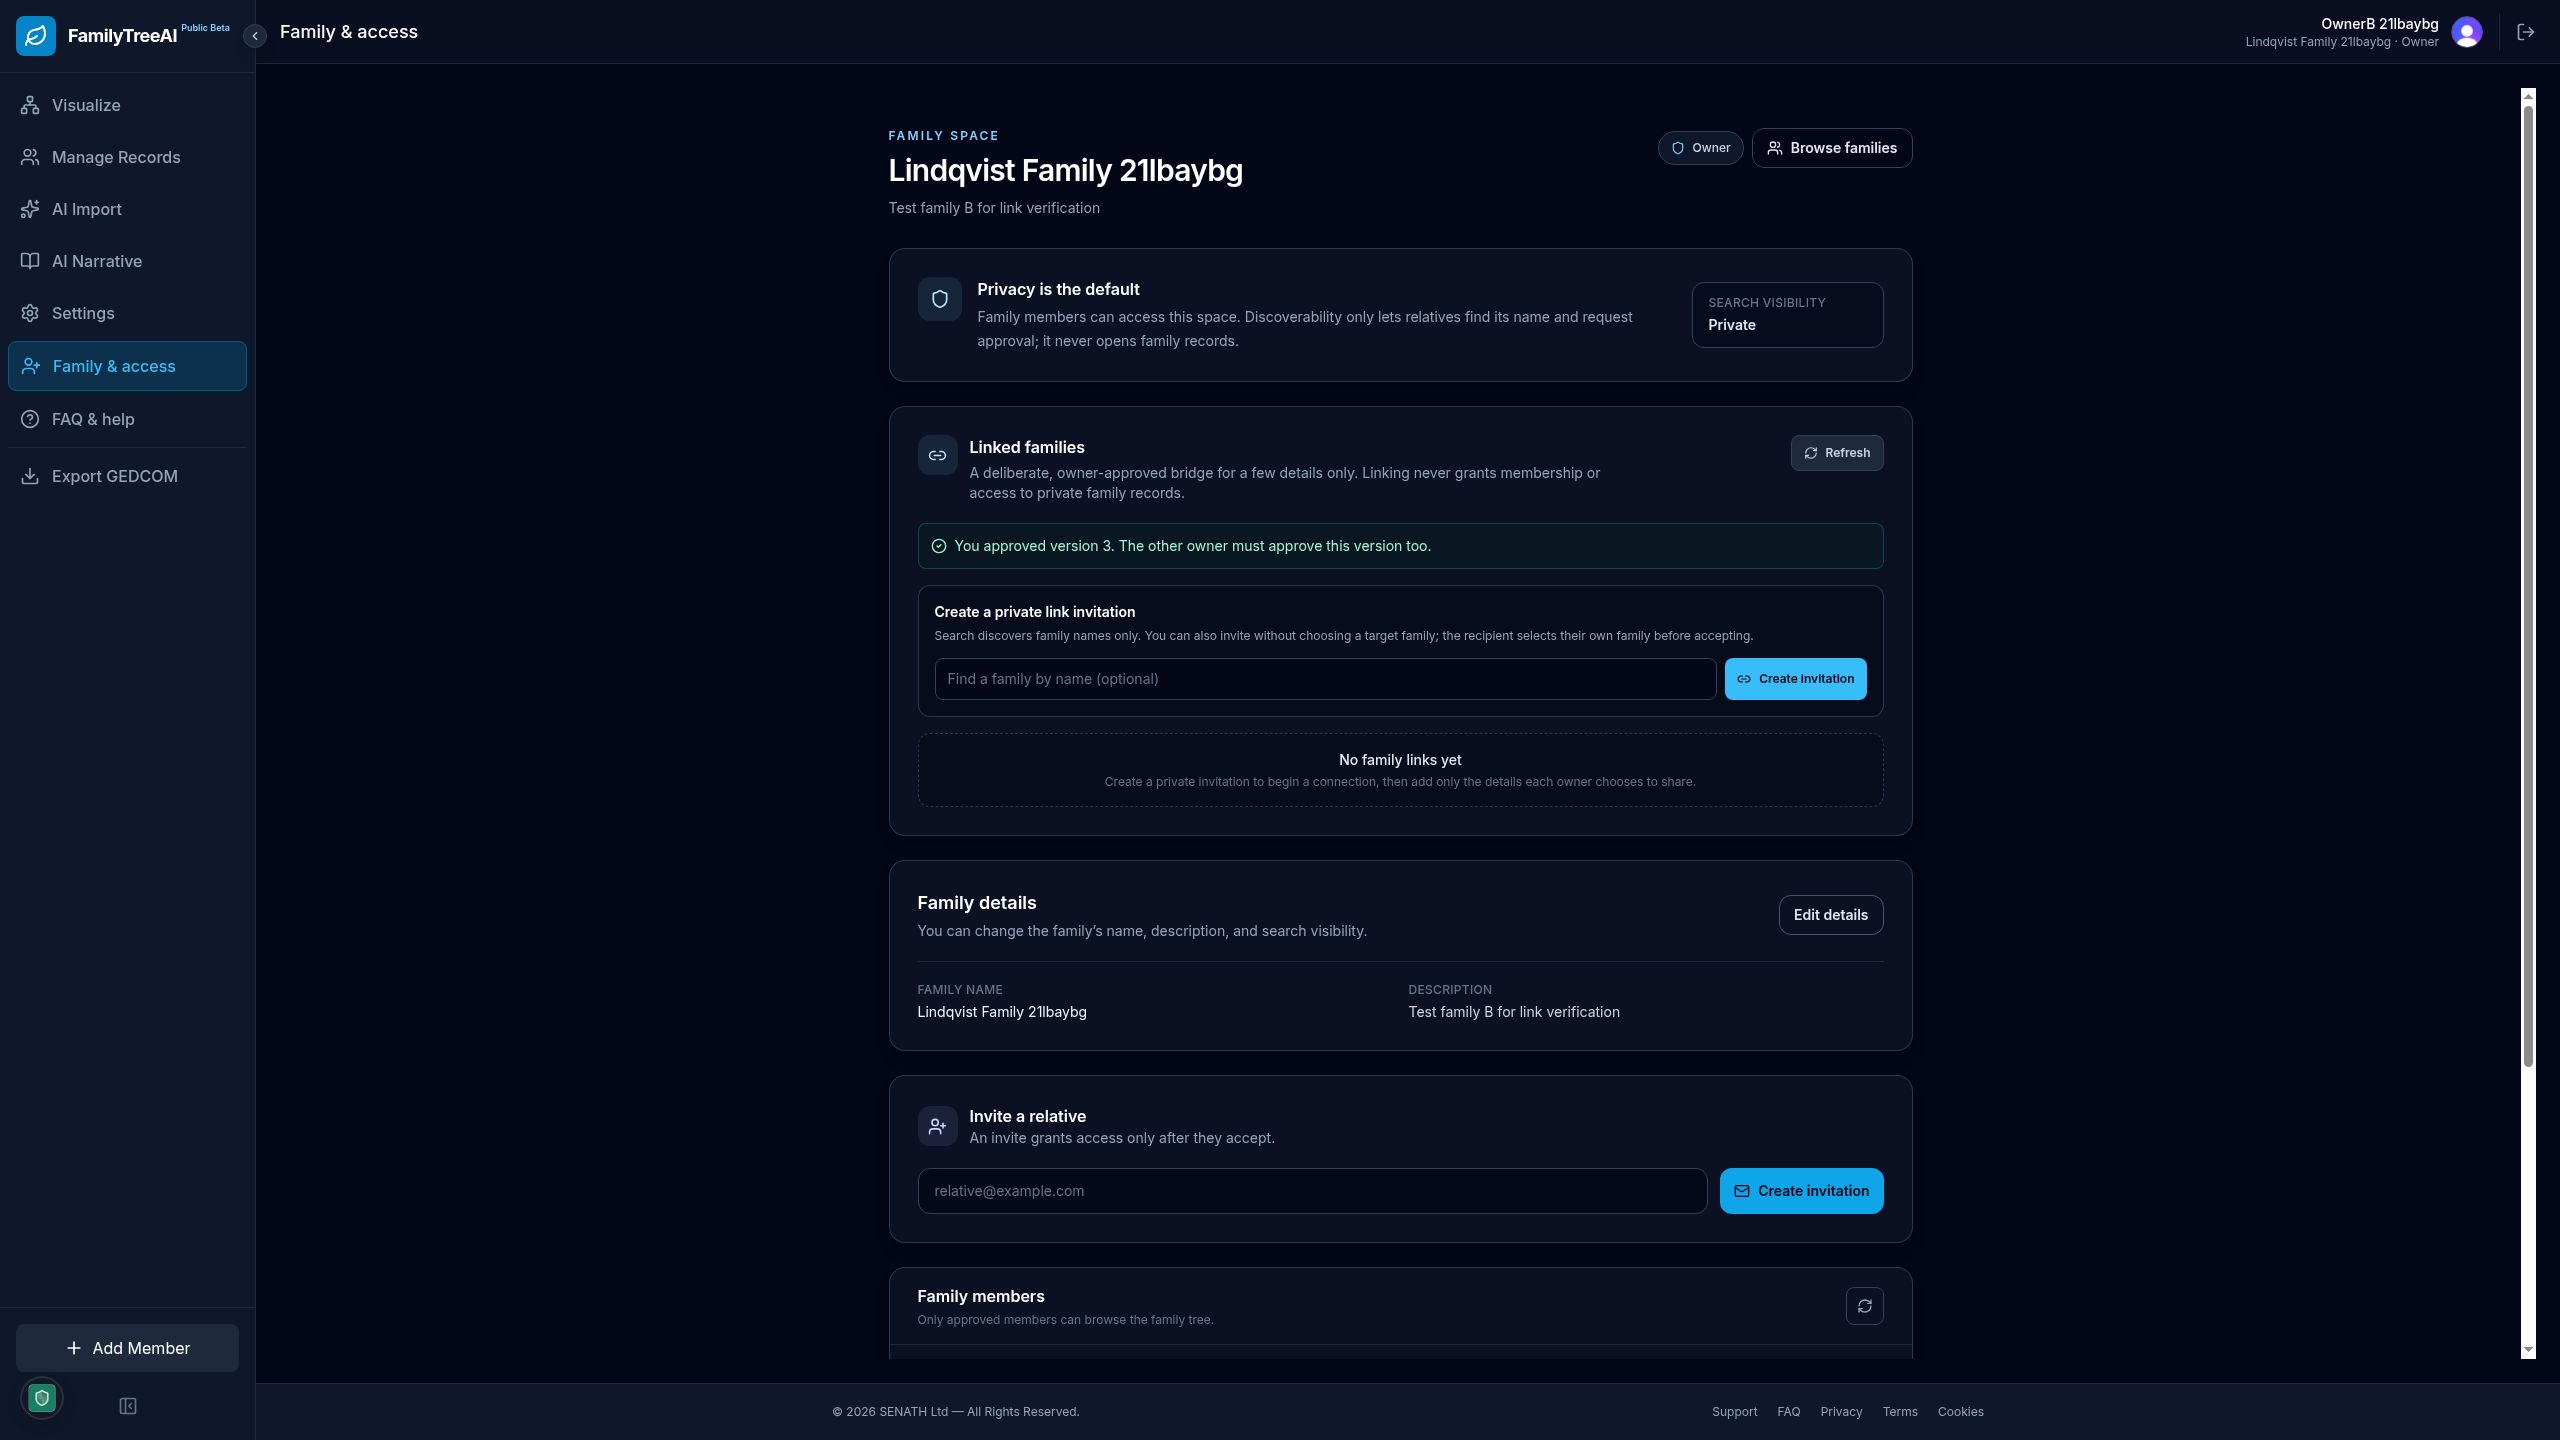 FamilyTreeAI Public Beta
Family & access
OwnerB 21lbaybg
Lindqvist Family 21lbaybg · Owner
Visualize
Manage Records
AI Import
AI Narrative
Settings
Family & access
FAQ & help
Export GEDCOM
Add Member
FAMILY SPACE
Lindqvist Family 21lbaybg
Test family B for link verification
Owner
Browse families
Privacy is the default
Family members can access this space. Discoverability only lets relatives find its name and request
approval; it never opens family records.
SEARCH VISIBILITY
Private
Linked families
A deliberate, owner-approved bridge for a few details only. Linking never grants membership or
access to private family records.
Refresh
You approved version 3. The other owner must approve this version too.
Create a private link invitation
Search discovers family names only. You can also invite without choosing a target family; the recipient selects their own family before accepting.
Find a family by name (optional)
Create invitation
No family links yet
Create a private invitation to begin a connection, then add only the details each owner chooses to share.
Family details
You can change the family’s name, description, and search visibility.
Edit details
FAMILY NAME
Lindqvist Family 21lbaybg
DESCRIPTION
Test family B for link verification
Invite a relative
An invite grants access only after they accept.
relative@example.com
Create invitation
Family members
Only approved members can browse the family tree.
© 2026 SENATH Ltd — All Rights Reserved.
Support
FAQ
Privacy
Terms
Cookies